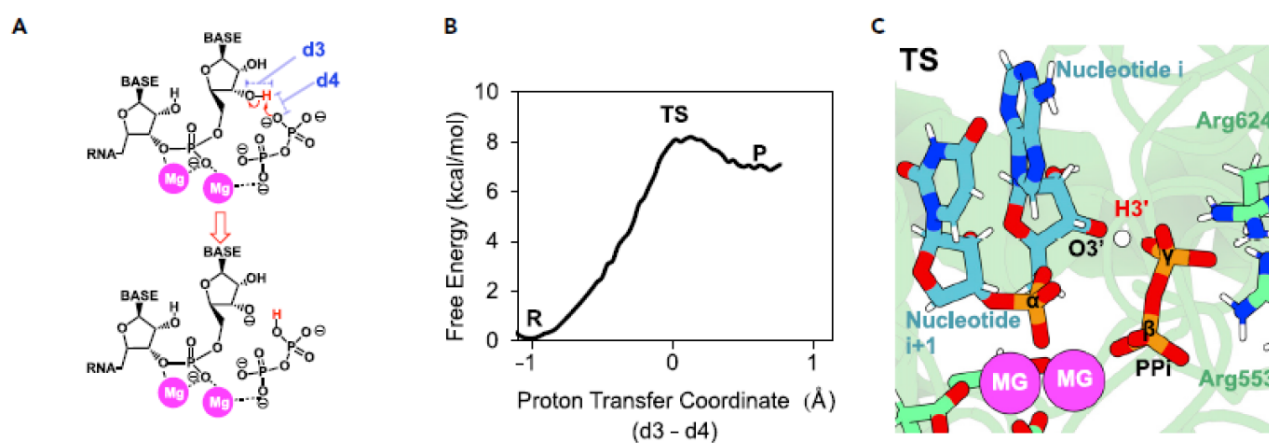 A
BASE
OH
d3
d4
BASE
H
O
O
O
H
O
O
P
O
O
O
P
O
O
RNA
O
P
O
O
O
Mg
Mg
BASE
OH
BASE
H
O
O
O
O
H
O
O
P
O
O
O
P
O
O
RNA
O
P
O
O
O
Mg
Mg
B
Free Energy (kcal/mol)
10
8
6
4
2
0
R
TS
P
-1
0
1
Proton Transfer Coordinate (Å)
(d3 - d4)
C
TS
Nucleotide i
Arg624
H3'
O3'
γ
α
β
Nucleotide
i+1
PPi
MG
MG
Arg553